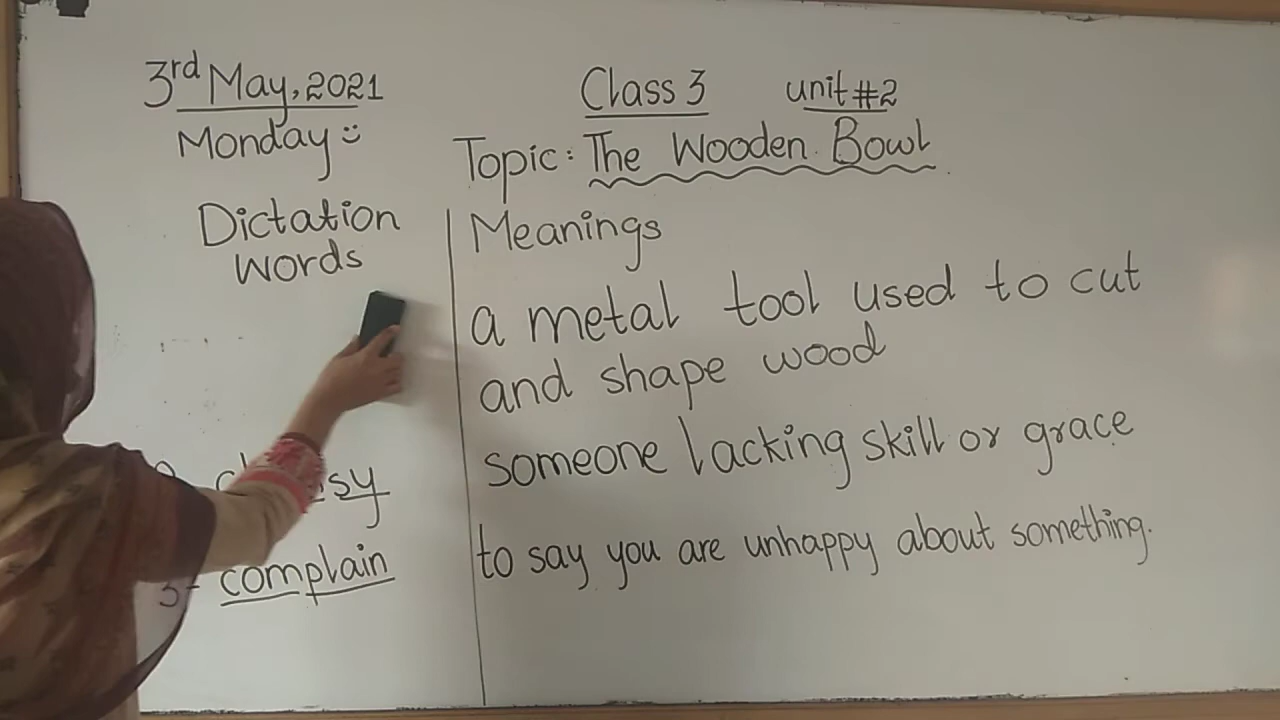 3rd May, 2021
Monday
Class 3 unit #2
Topic: The Wooden Bowl
Dictation
words
Meanings
a metal tool used to cut
and shape wood
someone lacking skill or grace
3- complain
to say you are unhappy about something.